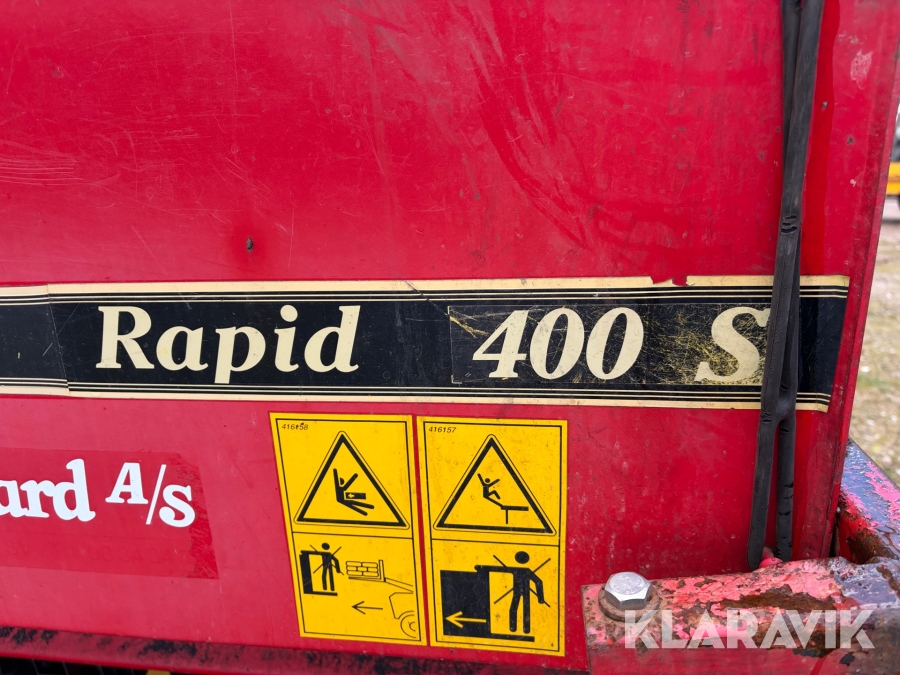 Rapid 400 S
416158
416157
ard A/s
KLARAVIK